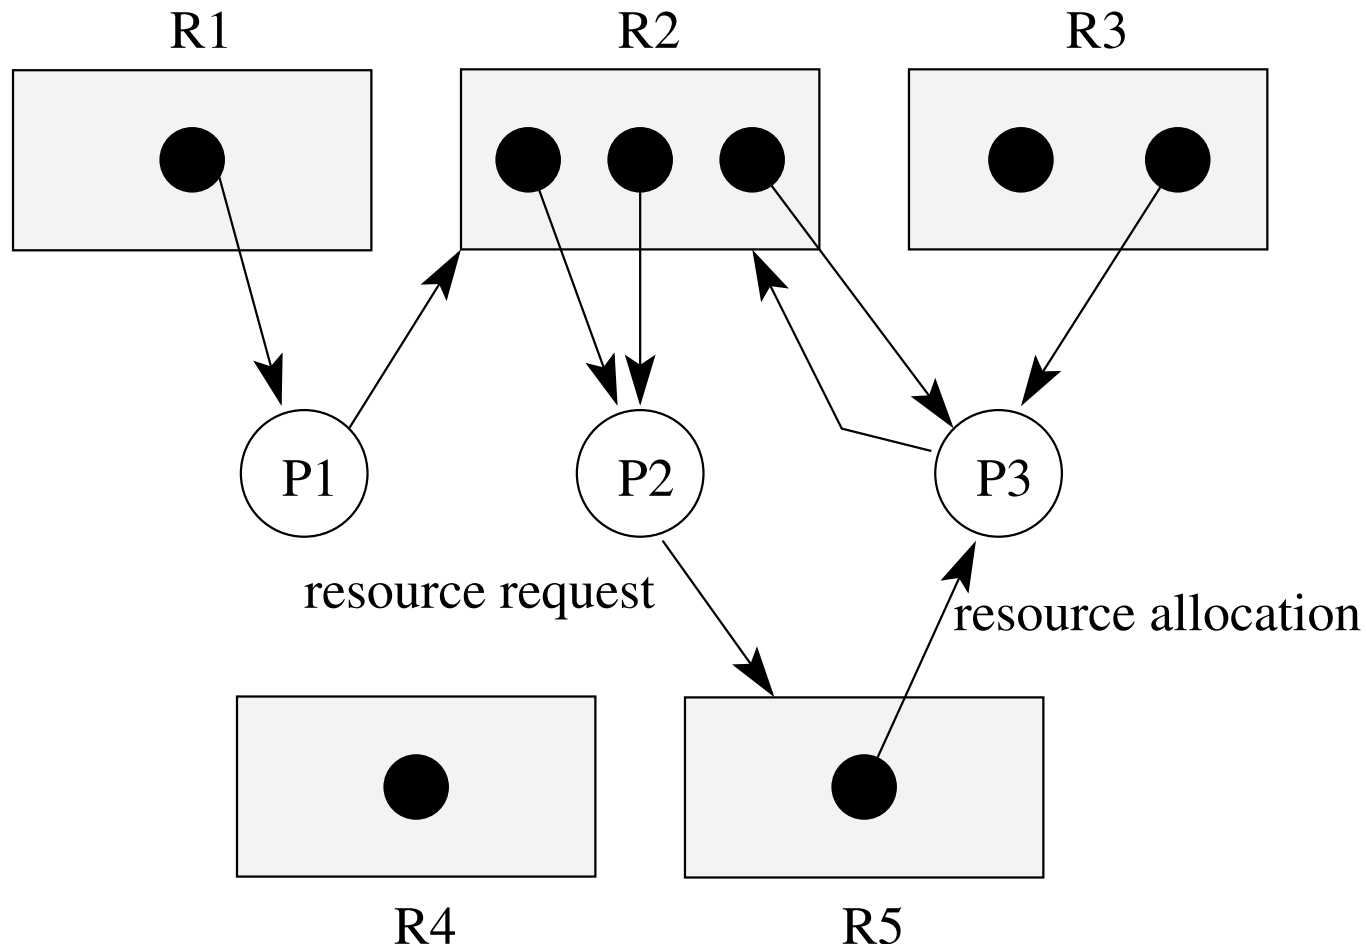 R1
R2
R3
P1
P2
P3
resource request
resource allocation
R4
R5